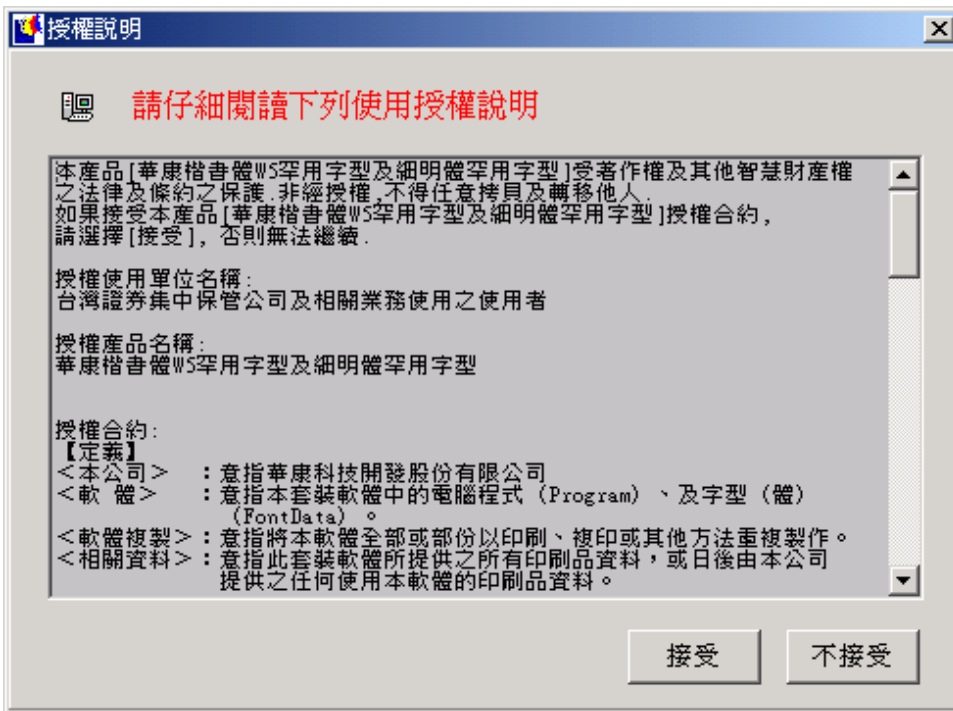 授權說明
請仔細閱讀下列使用授權說明
本產品[華康楷書體W5罕用字型及細明體罕用字型]受著作權及其他智慧財產權
之法律及條約之保護.非經授權,不得任意拷貝及轉移他人.
如果接受本產品[華康楷書體W5罕用字型及細明體罕用字型]授權合約,
請選擇[接受], 否則無法繼續.
授權使用單位名稱:
台灣證券集中保管公司及相關業務使用之使用者
授權產品名稱:
華康楷書體W5罕用字型及細明體罕用字型
授權合約:
【定義】
＜本公司＞ ：意指華康科技開發股份有限公司
＜軟 體＞ ：意指本套裝軟體中的電腦程式 (Program) 、及字型 (體)
(FontData) 。
＜軟體複製＞：意指將本軟體全部或部份以印刷、複印或其他方法重複製作。
＜相關資料＞：意指此套裝軟體所提供之所有印刷品資料，或日後由本公司
提供之任何使用本軟體的印刷品資料。
接受
不接受